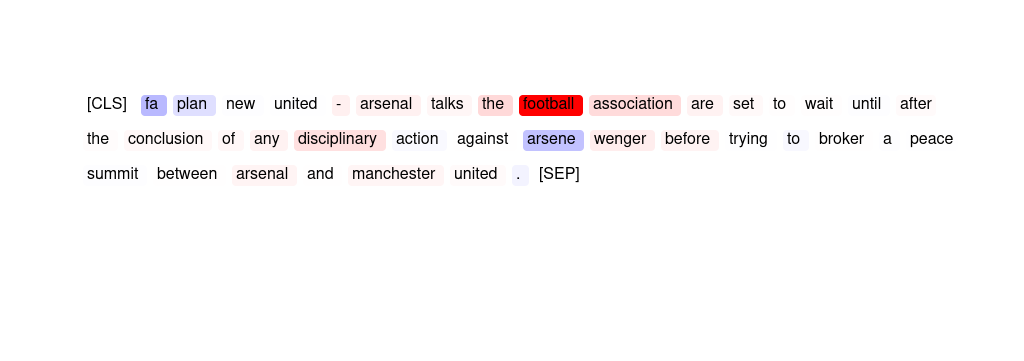 [CLS] fa plan new united - arsenal talks the football association are set to wait until after
the conclusion of any disciplinary action against arsene wenger before trying to broker a peace
summit between arsenal and manchester united . [SEP]